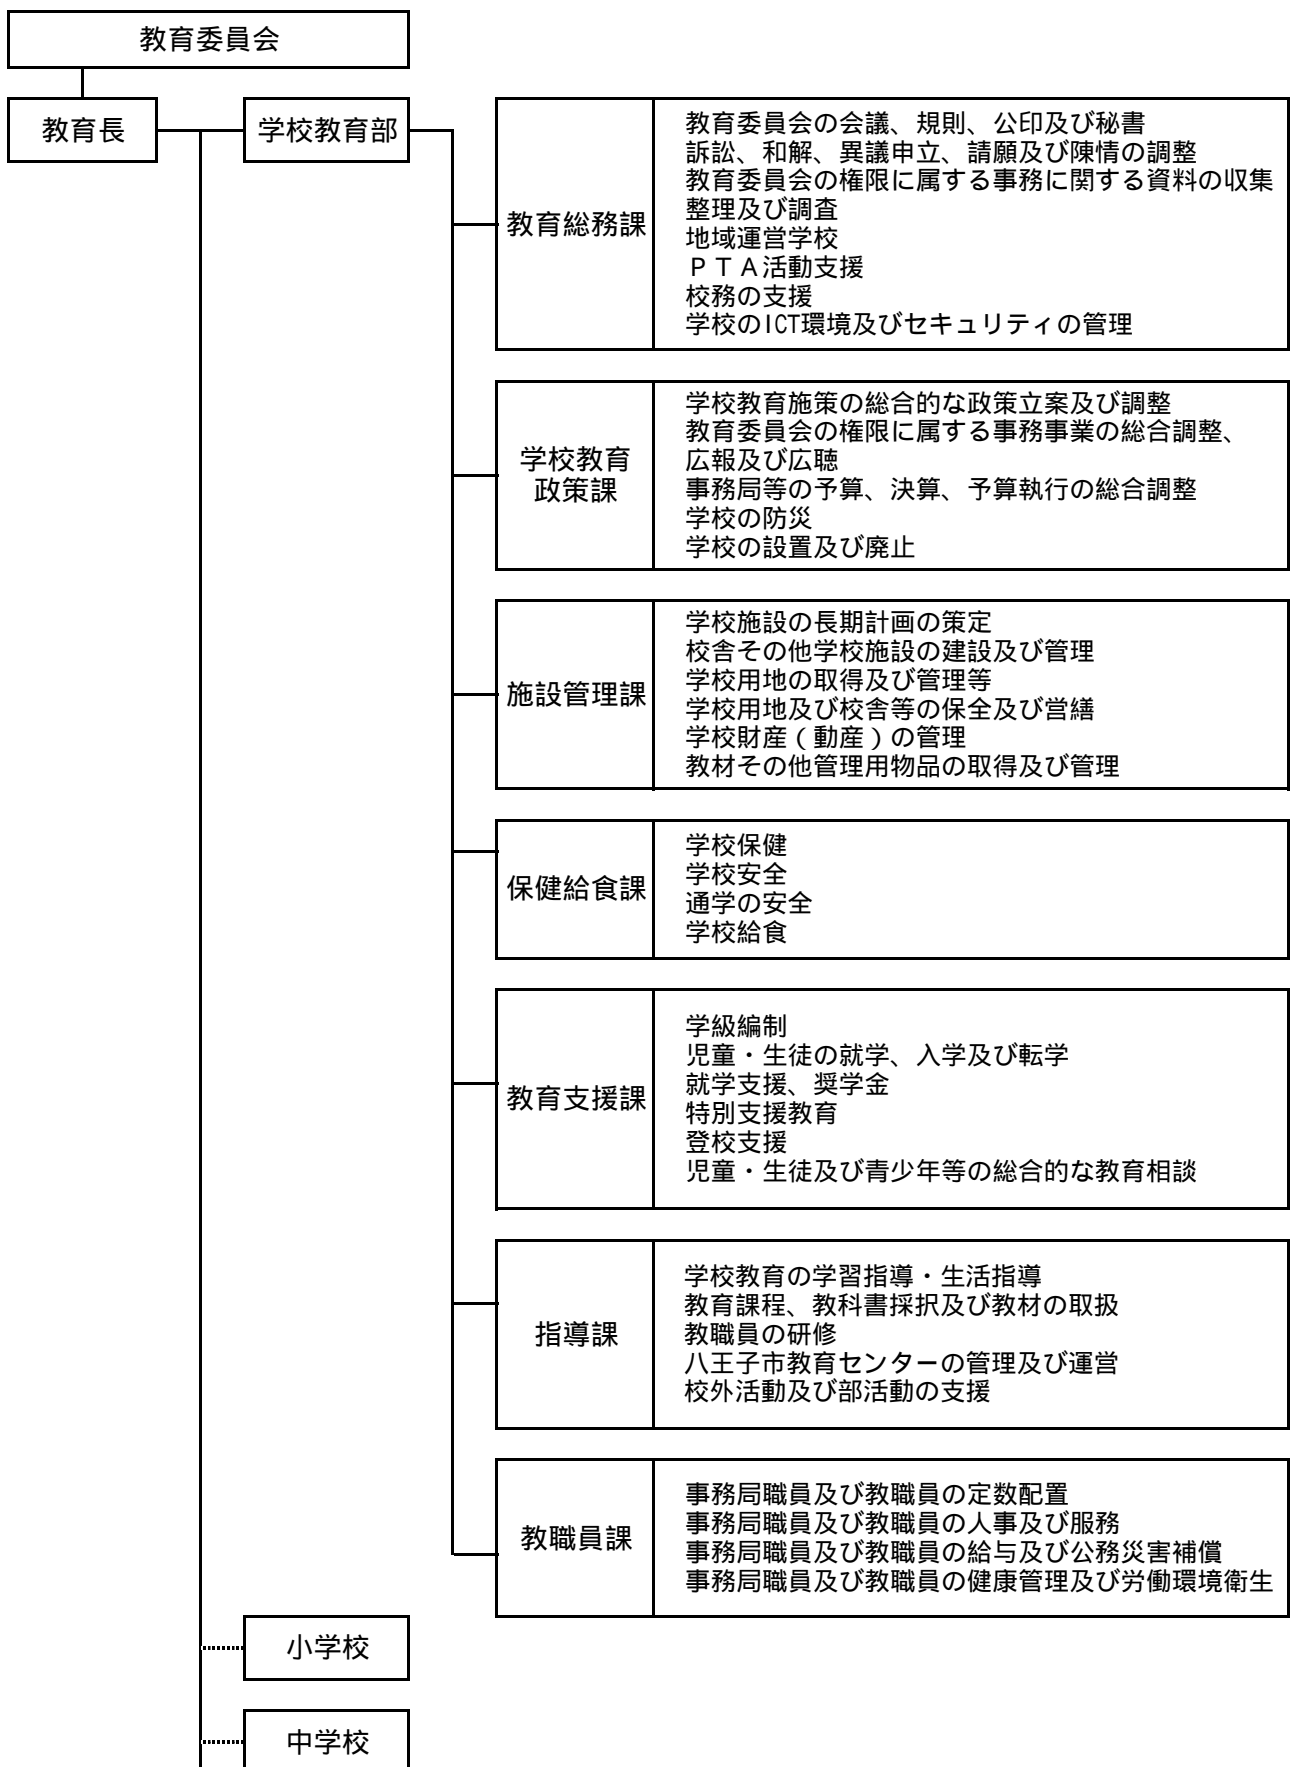 教育委員会
教育長
学校教育部
教育総務課
教育委員会の会議、規則、公印及び秘書
訴訟、和解、異議申立、請願及び陳情の調整
教育委員会の権限に属する事務に関する資料の収集
整理及び調査
地域運営学校
ＰＴＡ活動支援
校務の支援
学校のICT環境及びセキュリティの管理
学校教育
政策課
学校教育施策の総合的な政策立案及び調整
教育委員会の権限に属する事務事業の総合調整、
広報及び広聴
事務局等の予算、決算、予算執行の総合調整
学校の防災
学校の設置及び廃止
施設管理課
学校施設の長期計画の策定
校舎その他学校施設の建設及び管理
学校用地の取得及び管理等
学校用地及び校舎等の保全及び営繕
学校財産（動産）の管理
教材その他管理用物品の取得及び管理
保健給食課
学校保健
学校安全
通学の安全
学校給食
教育支援課
学級編制
児童・生徒の就学、入学及び転学
就学支援、奨学金
特別支援教育
登校支援
児童・生徒及び青少年等の総合的な教育相談
指導課
学校教育の学習指導・生活指導
教育課程、教科書採択及び教材の取扱
教職員の研修
八王子市教育センターの管理及び運営
校外活動及び部活動の支援
教職員課
事務局職員及び教職員の定数配置
事務局職員及び教職員の人事及び服務
事務局職員及び教職員の給与及び公務災害補償
事務局職員及び教職員の健康管理及び労働環境衛生
小学校
中学校